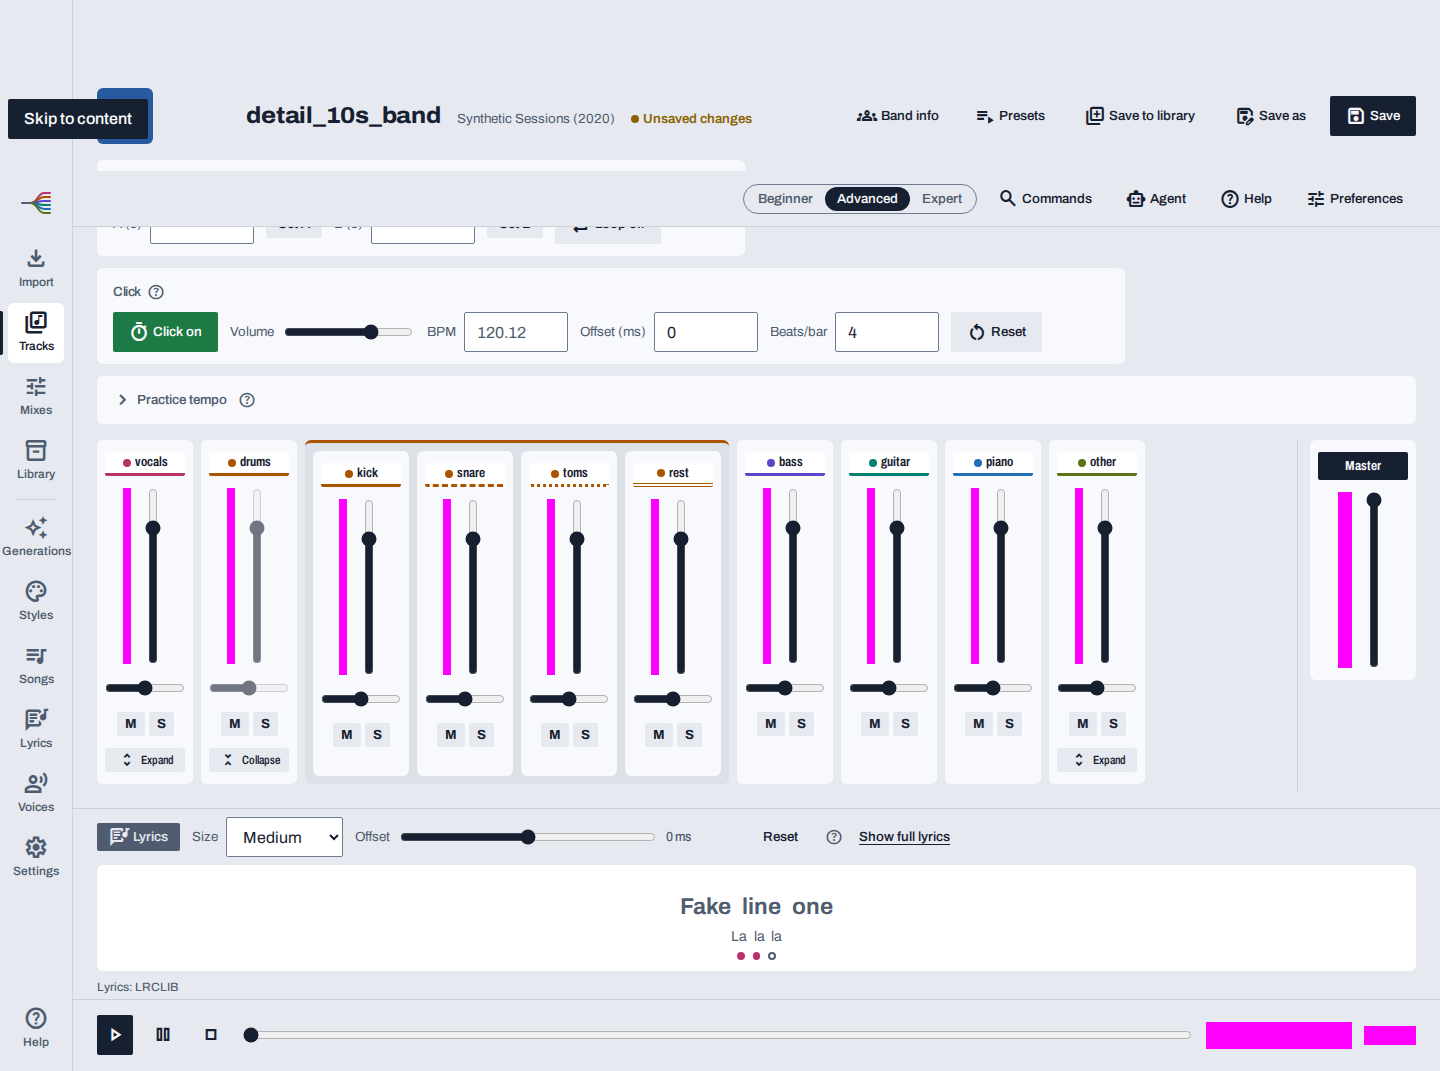 Skip to content
detail_10s_band
Synthetic Sessions (2020)
Unsaved changes
Band info
Presets
Save to library
Save as
Save
Beginner
Advanced
Expert
Commands
Agent
Help
Preferences
Import
Tracks
Mixes
Library
Generations
Styles
Songs
Lyrics
Voices
Settings
Help
Click
Click on
Volume
BPM
120.12
Offset (ms)
0
Beats/bar
4
Reset
Practice tempo
vocals
drums
kick
snare
toms
rest
bass
guitar
piano
other
Master
M S
M S
M S
M S
M S
M S
M S
M S
M S
M S
Expand
Collapse
Expand
Lyrics
Size
Medium
Offset
0 ms
Reset
Show full lyrics
Fake line one
La la la
Lyrics: LRCLIB